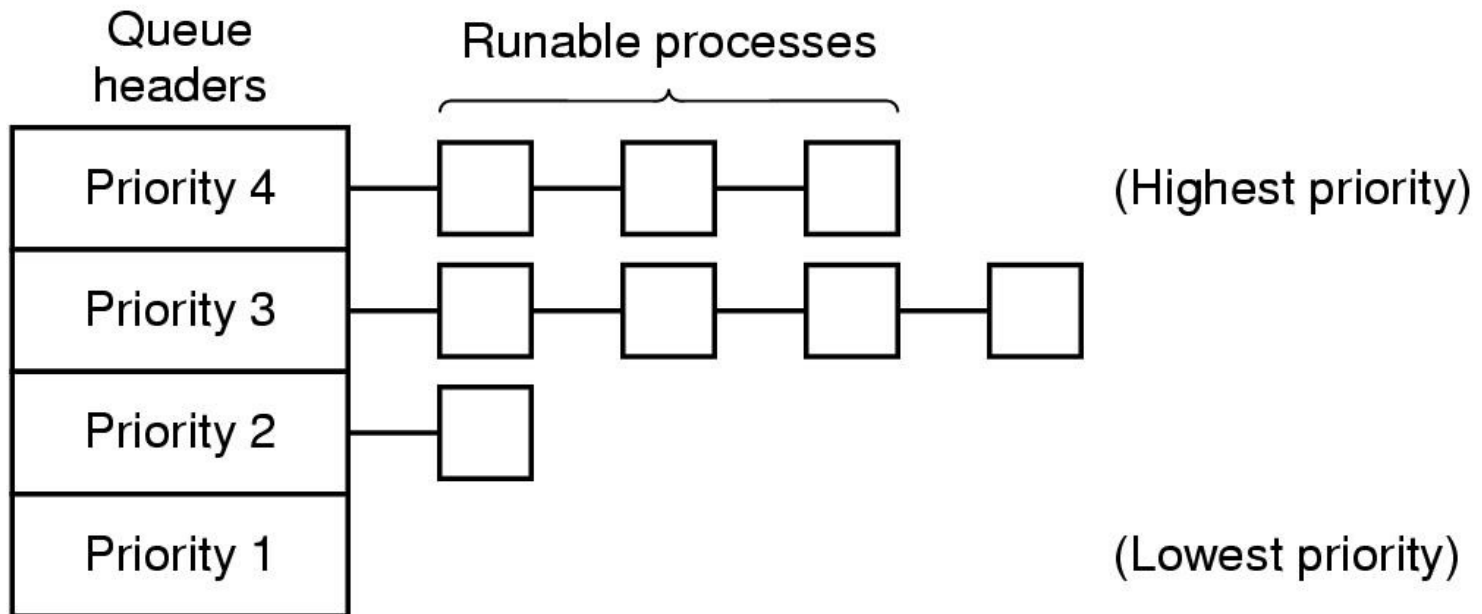 Queue
headers
Runable processes
Priority 4
(Highest priority)
Priority 3
Priority 2
Priority 1
(Lowest priority)